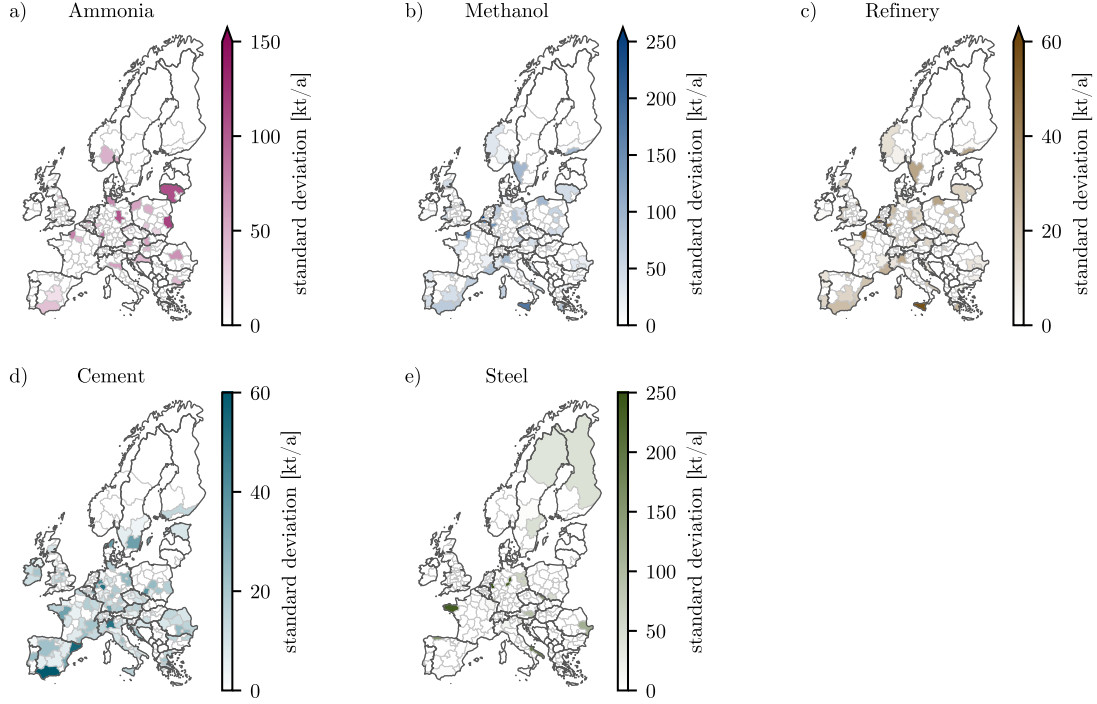 a) Ammonia
150
100
50
0
standard deviation [kt/a]
b) Methanol
250
200
150
100
50
0
standard deviation [kt/a]
c) Refinery
60
40
20
0
standard deviation [kt/a]
d) Cement
60
40
20
0
standard deviation [kt/a]
e) Steel
250
200
150
100
50
0
standard deviation [kt/a]